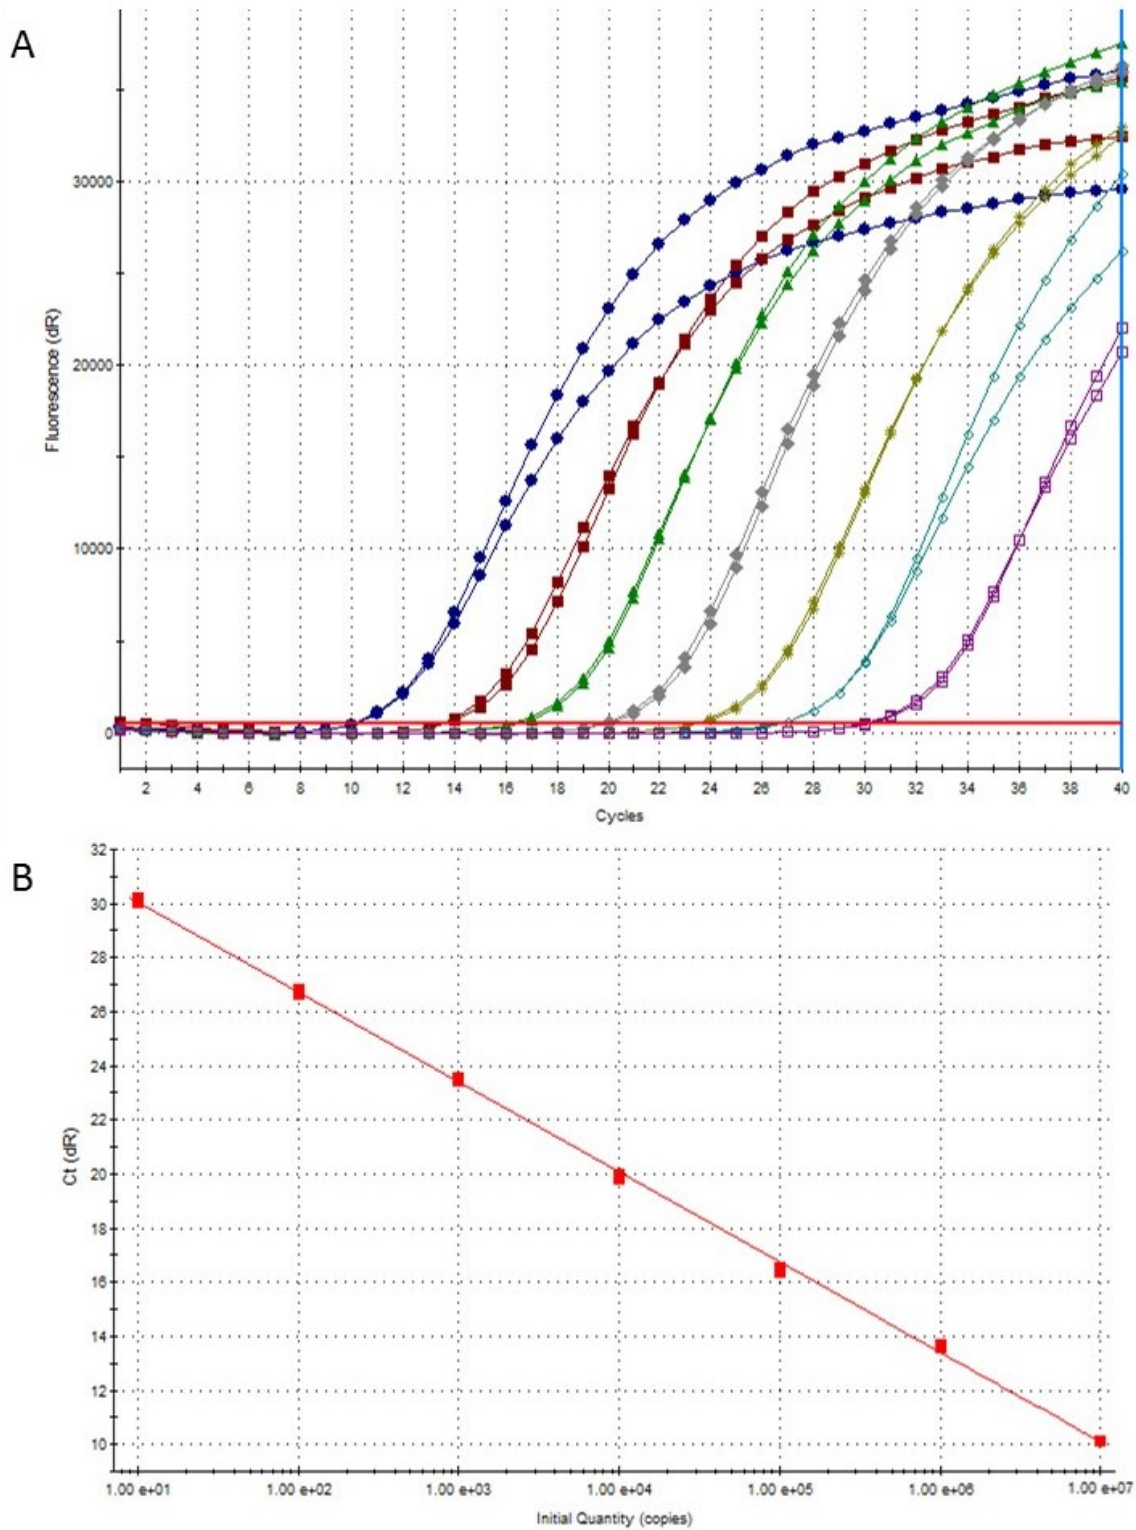 A
30000
20000
10000
0
Fluorescence (dR)
2 4 6 8 10 12 14 16 18 20 22 24 26 28 30 32 34 36 38 40
Cycles
B
32
30
28
26
24
22
20
18
16
14
12
10
Ct (dR)
1.00 e+01 1.00 e+02 1.00 e+03 1.00 e+04 1.00 e+05 1.00 e+06 1.00 e+07
Initial Quantity (copies)